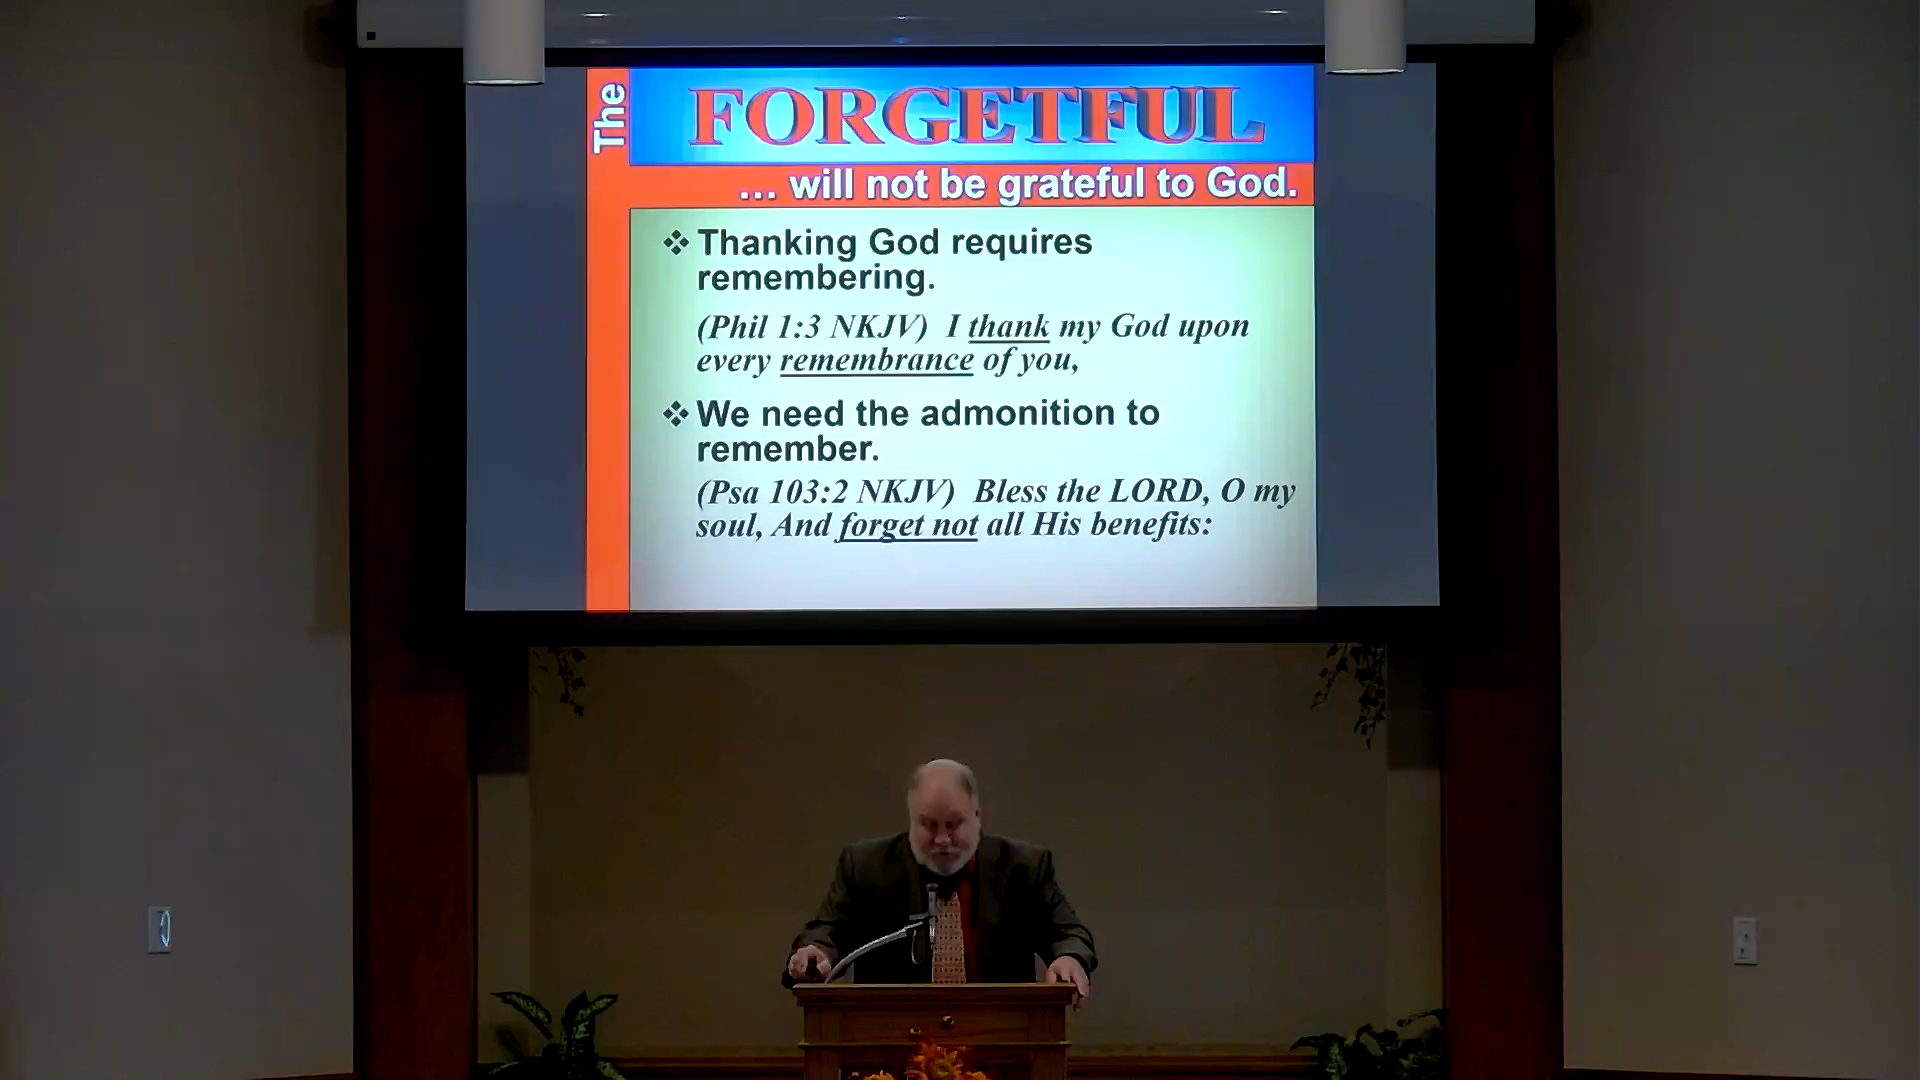 The
FORGETFUL
... will not be grateful to God.
❖ Thanking God requires
remembering.
(Phil 1:3 NKJV) I thank my God upon
every remembrance of you,
❖ We need the admonition to
remember.
(Psa 103:2 NKJV) Bless the LORD, O my
soul, And forget not all His benefits: